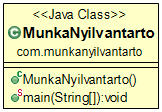 <<Java Class>>
MunkaNyilvantarto
com.munkanyilvantarto
MunkaNyilvantarto()
main(String[]):void